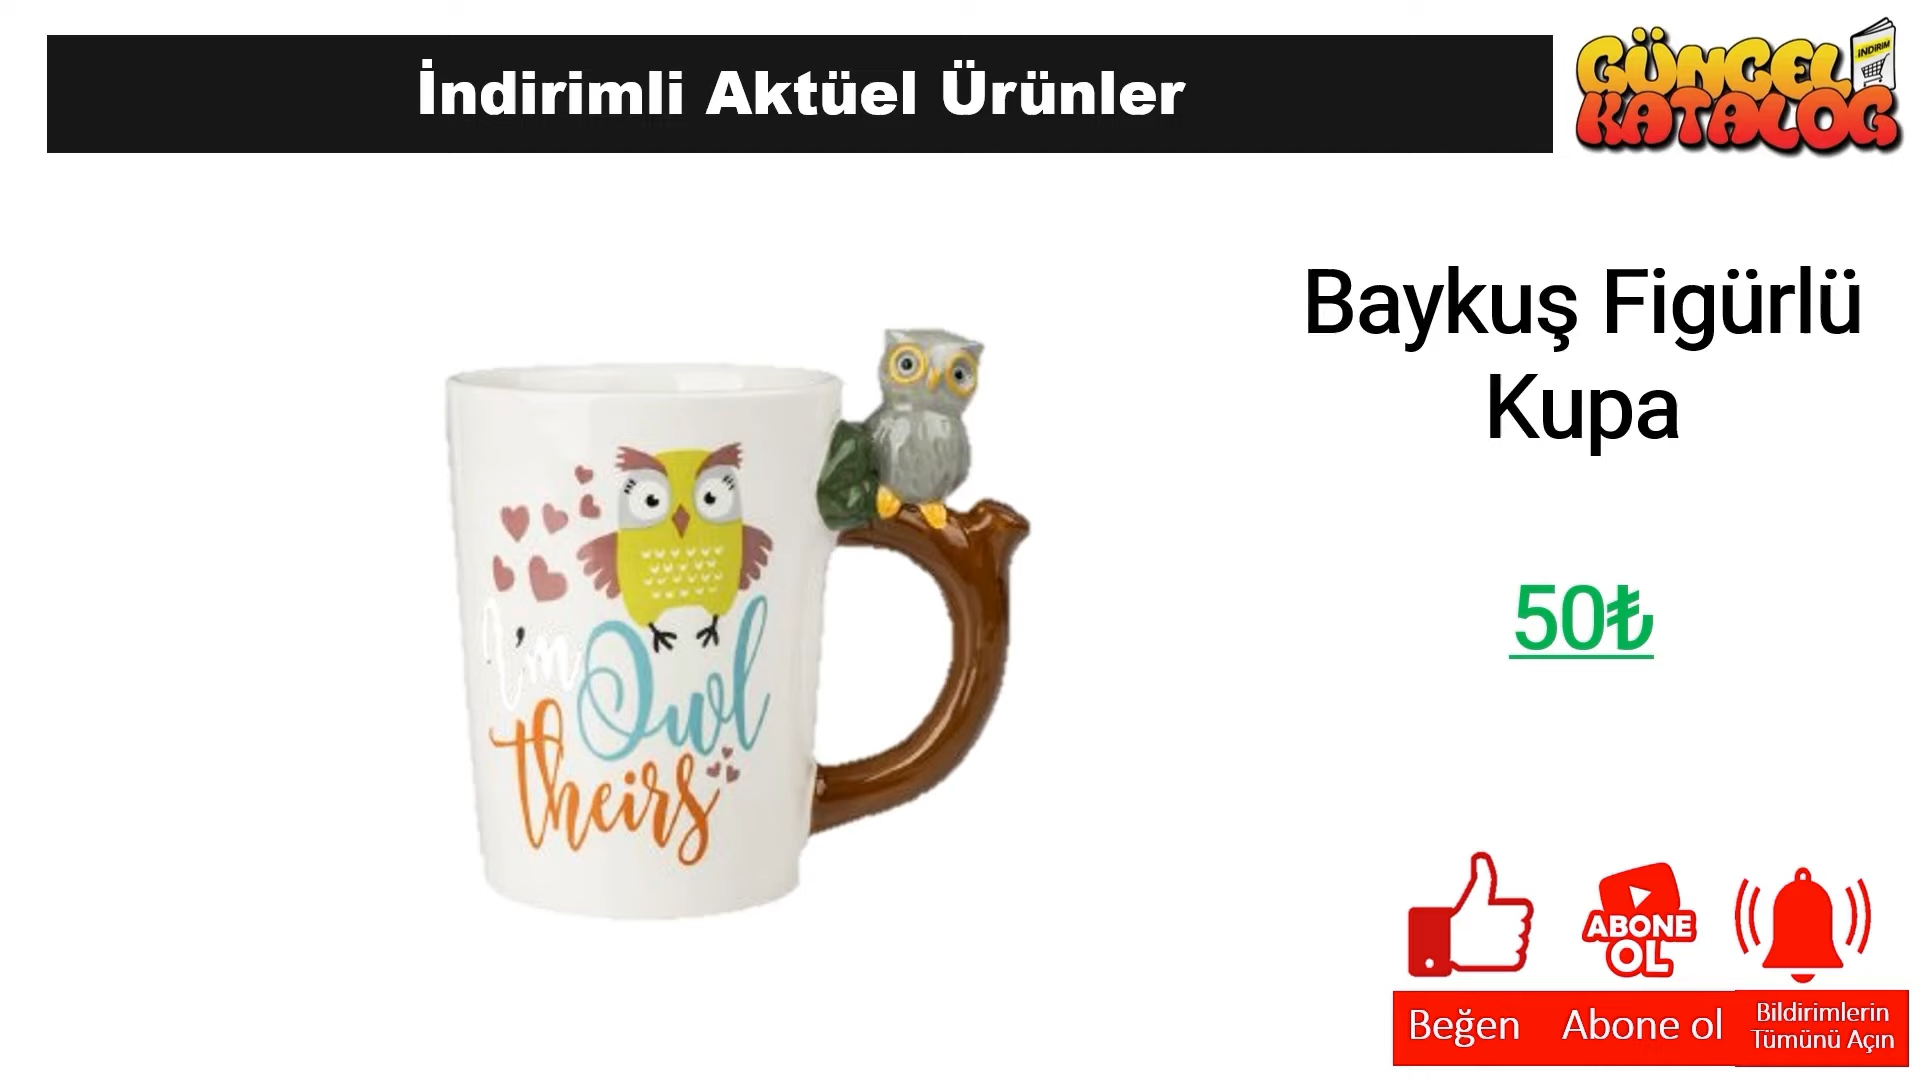 İndirimli Aktüel Ürünler
GÜNCEL
İNDİRİM
KATALOG
Baykuş Figürlü
Kupa
50₺
I'm
Owl
theirs
ABONE
OL
Beğen
Abone ol
Bildirimlerin
Tümünü Açın